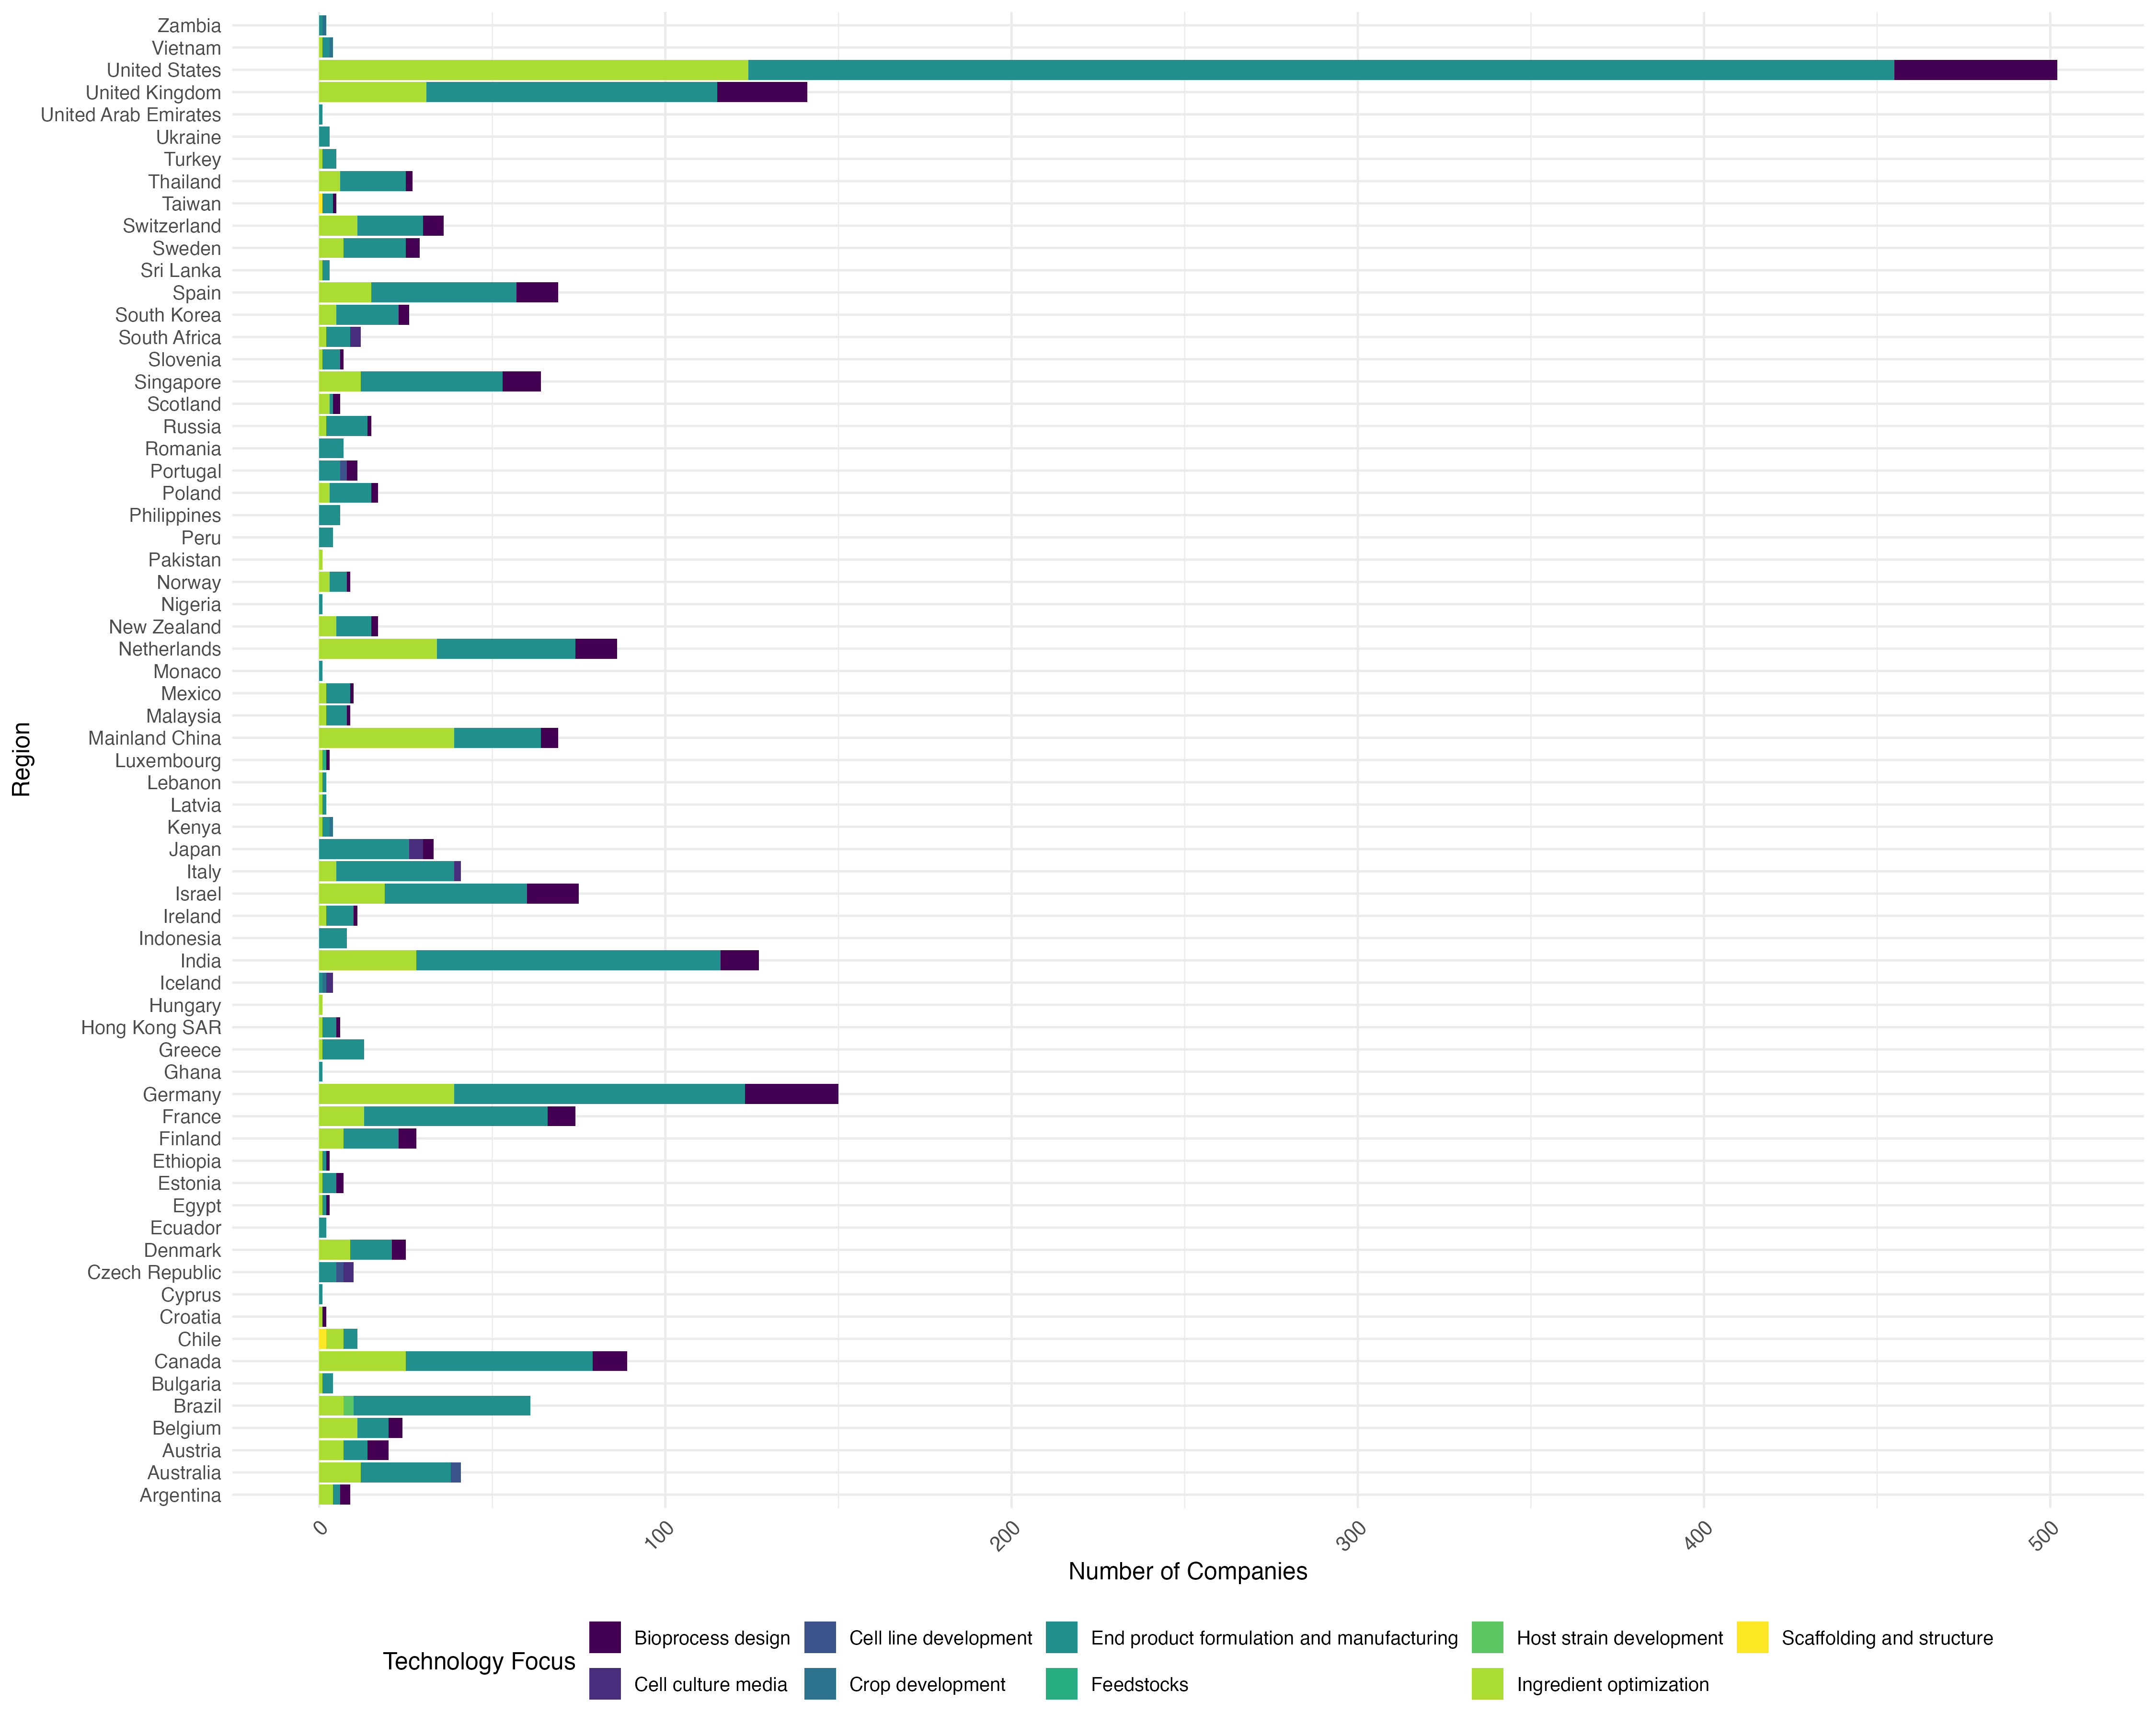 Zambia
Vietnam
United States
United Kingdom
United Arab Emirates
Ukraine
Turkey
Thailand
Taiwan
Switzerland
Sweden
Sri Lanka
Spain
South Korea
South Africa
Slovenia
Singapore
Scotland
Russia
Romania
Portugal
Poland
Philippines
Peru
Pakistan
Norway
Nigeria
New Zealand
Netherlands
Monaco
Mexico
Malaysia
Mainland China
Luxembourg
Lebanon
Latvia
Kenya
Japan
Italy
Israel
Ireland
Indonesia
India
Iceland
Hungary
Hong Kong SAR
Greece
Ghana
Germany
France
Finland
Ethiopia
Estonia
Egypt
Ecuador
Denmark
Czech Republic
Cyprus
Croatia
Chile
Canada
Bulgaria
Brazil
Belgium
Austria
Australia
Argentina
Region
0 100 200 300 400 500
Number of Companies
Technology Focus
Bioprocess design Cell line development End product formulation and manufacturing Host strain development Scaffolding and structure
Cell culture media Crop development Feedstocks Ingredient optimization